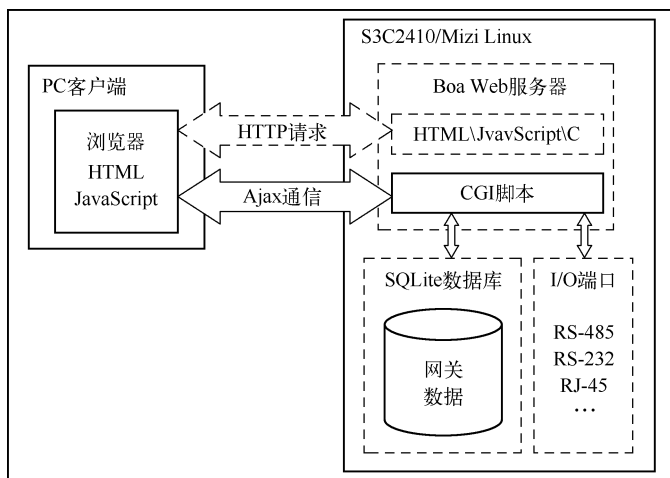 S3C2410/Mizi Linux
PC客户端
浏览器
HTML
JavaScript
HTTP请求
Ajax通信
Boa Web服务器
HTML\JvavScript\C
CGI脚本
SQLite数据库
网关
数据
I/O端口
RS-485
RS-232
RJ-45
…